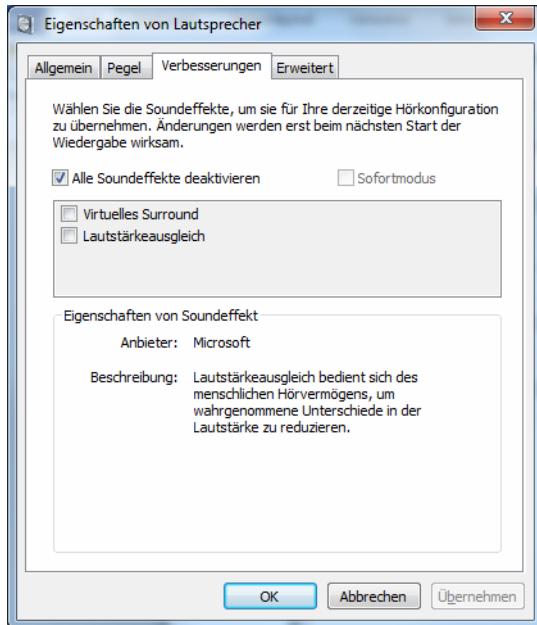 Eigenschaften von Lautsprecher
Allgemein Pegel Verbesserungen Erweitert
Wählen Sie die Soundeffekte, um sie für Ihre derzeitige Hörkonfiguration
zu übernehmen. Änderungen werden erst beim nächsten Start der
Wiedergabe wirksam.
Alle Soundeffekte deaktivieren Sofortmodus
Virtuelles Surround
Lautstärkeausgleich
Eigenschaften von Soundeffekt
Anbieter: Microsoft
Beschreibung: Lautstärkeausgleich bedient sich des
menschlichen Hörvermögens, um
wahrgenommene Unterschiede in der
Lautstärke zu reduzieren.
OK Abbrechen Übernehmen